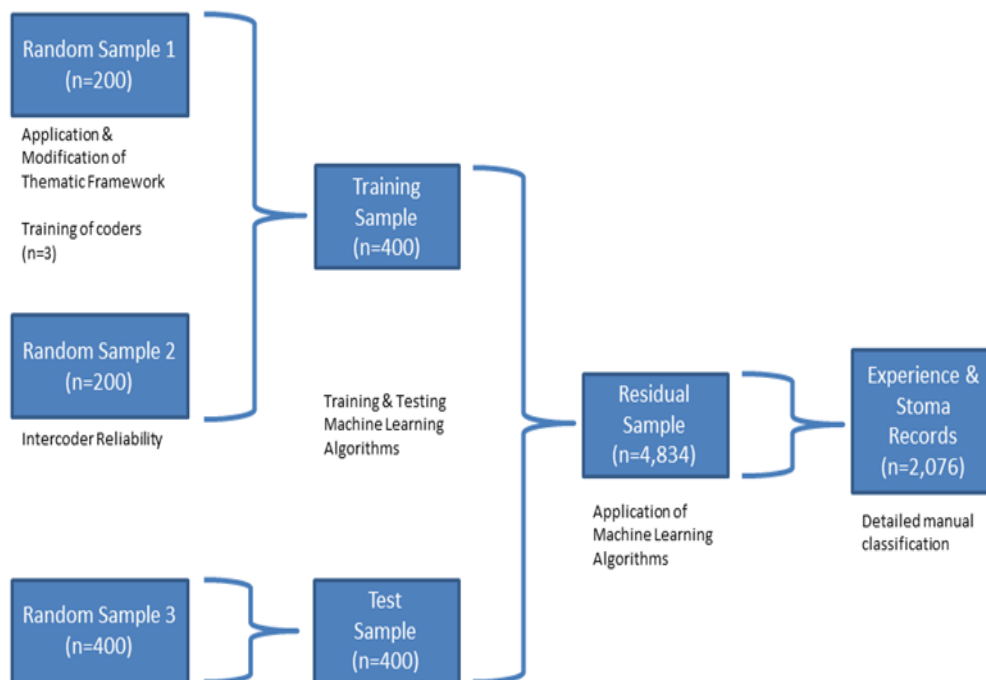 Random Sample 1
(n=200)
Application &
Modification of
Thematic Framework
Training of coders
(n=3)
Random Sample 2
(n=200)
Intercoder Reliability
Random Sample 3
(n=400)
Training
Sample
(n=400)
Training & Testing
Machine Learning
Algorithms
Test
Sample
(n=400)
Residual
Sample
(n=4,834)
Application of
Machine Learning
Algorithms
Experience &
Stoma
Records
(n=2,076)
Detailed manual
classification